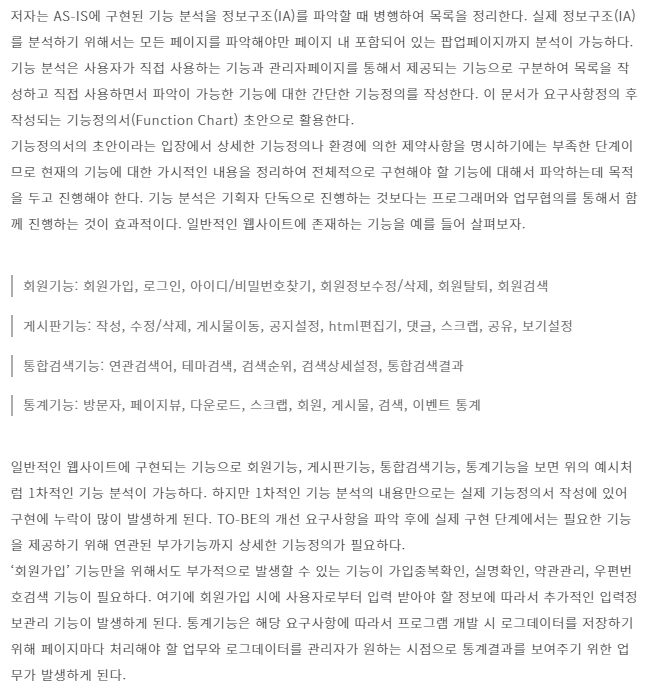 저자는 AS-IS에 구현된 기능 분석을 정보구조(IA)를 파악할 때 병행하여 목록을 정리한다. 실제 정보구조(IA)
를 분석하기 위해서는 모든 페이지를 파악해야만 페이지 내 포함되어 있는 팝업페이지까지 분석이 가능하다.
기능 분석은 사용자가 직접 사용하는 기능과 관리자페이지를 통해서 제공되는 기능으로 구분하여 목록을 작
성하고 직접 사용하면서 파악이 가능한 기능에 대한 간단한 기능정의를 작성한다. 이 문서가 요구사항정의 후
작성되는 기능정의서(Function Chart) 초안으로 활용한다.
기능정의서의 초안이라는 입장에서 상세한 기능정의나 환경에 의한 제약사항을 명시하기에는 부족한 단계이
므로 현재의 기능에 대한 가시적인 내용을 정리하여 전체적으로 구현해야 할 기능에 대해서 파악하는데 목적
을 두고 진행해야 한다. 기능 분석은 기획자 단독으로 진행하는 것보다는 프로그래머와 업무협의를 통해서 함
께 진행하는 것이 효과적이다. 일반적인 웹사이트에 존재하는 기능을 예를 들어 살펴보자.
회원기능: 회원가입, 로그인, 아이디/비밀번호찾기, 회원정보수정/삭제, 회원탈퇴, 회원검색
게시판기능: 작성, 수정/삭제, 게시물이동, 공지설정, html편집기, 댓글, 스크랩, 공유, 보기설정
통합검색기능: 연관검색어, 테마검색, 검색순위, 검색상세설정, 통합검색결과
통계기능: 방문자, 페이지뷰, 다운로드, 스크랩, 회원, 게시물, 검색, 이벤트 통계
일반적인 웹사이트에 구현되는 기능으로 회원기능, 게시판기능, 통합검색기능, 통계기능을 보면 위의 예시처
럼 1차적인 기능 분석이 가능하다. 하지만 1차적인 기능 분석의 내용만으로는 실제 기능정의서 작성에 있어
구현에 누락이 많이 발생하게 된다. TO-BE의 개선 요구사항을 파악 후에 실제 구현 단계에서는 필요한 기능
을 제공하기 위해 연관된 부가기능까지 상세한 기능정의가 필요하다.
‘회원가입’ 기능만을 위해서도 부가적으로 발생할 수 있는 기능이 가입중복확인, 실명확인, 약관관리, 우편번
호검색 기능이 필요하다. 여기에 회원가입 시에 사용자로부터 입력 받아야 할 정보에 따라서 추가적인 입력정
보관리 기능이 발생하게 된다. 통계기능은 해당 요구사항에 따라서 프로그램 개발 시 로그데이터를 저장하기
위해 페이지마다 처리해야 할 업무와 로그데이터를 관리자가 원하는 시점으로 통계결과를 보여주기 위한 업
무가 발생하게 된다.